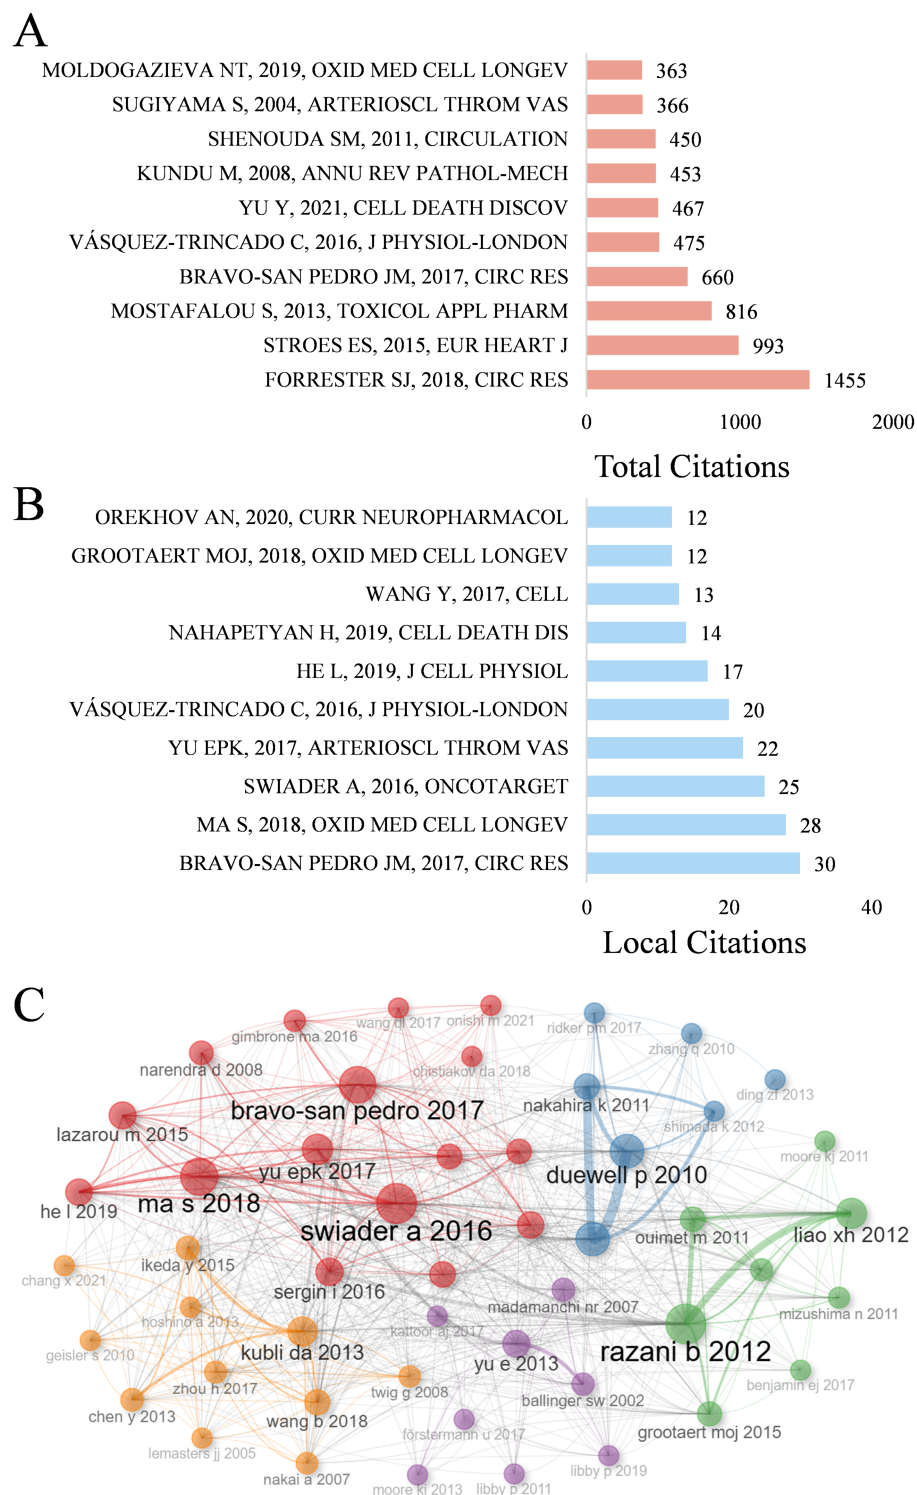 A
MOLDOGAZIEVA NT, 2019, OXID MED CELL LONGEV 363
SUGIYAMA S, 2004, ARTERIOSCL THROM VAS 366
SHENOUDA SM, 2011, CIRCULATION 450
KUNDU M, 2008, ANNU REV PATHOL-MECH 453
YU Y, 2021, CELL DEATH DISCOV 467
VÁSQUEZ-TRINCADO C, 2016, J PHYSIOL-LONDON 475
BRAVO-SAN PEDRO JM, 2017, CIRC RES 660
MOSTAFALOU S, 2013, TOXICOL APPL PHARM 816
STROES ES, 2015, EUR HEART J 993
FORRESTER SJ, 2018, CIRC RES 1455
0 1000 2000
Total Citations
B
OREKHOV AN, 2020, CURR NEUROPHARMACOL 12
GROOTAERT MOJ, 2018, OXID MED CELL LONGEV 12
WANG Y, 2017, CELL 13
NAHAPETYAN H, 2019, CELL DEATH DIS 14
HE L, 2019, J CELL PHYSIOL 17
VÁSQUEZ-TRINCADO C, 2016, J PHYSIOL-LONDON 20
YU EPK, 2017, ARTERIOSCL THROM VAS 22
SWIADER A, 2016, ONCOTARGET 25
MA S, 2018, OXID MED CELL LONGEV 28
BRAVO-SAN PEDRO JM, 2017, CIRC RES 30
0 20 40
Local Citations
C
onishi m 2021
wang dl 2017
ridker pm 2017
gimbrone ma 2016
zhang q 2010
narendra d 2008
chistiakov da 2018
ding zf 2013
bravo-san pedro 2017
nakahira k 2011
shimada k 2012
lazarou m 2015
moore kj 2011
yu epk 2017
duewell p 2010
ma s 2018
he l 2019
swiader a 2016
ouimet m 2011
liao xh 2012
ikeda y 2015
chang x 2021
sergin i 2016
madamanchi nr 2007
mizushima n 2011
hoshino a 2013
kattoor aj 2017
geisler s 2010
kubli da 2013
razani b 2012
yu e 2013
zhou h 2017
twig g 2008
benjamin ej 2017
ballinger sw 2002
chen y 2013
wang b 2018
förstermann u 2017
grootaert moj 2015
lemasters jj 2005
libby p 2019
nakai a 2007
moore kj 2013
libby p 2011